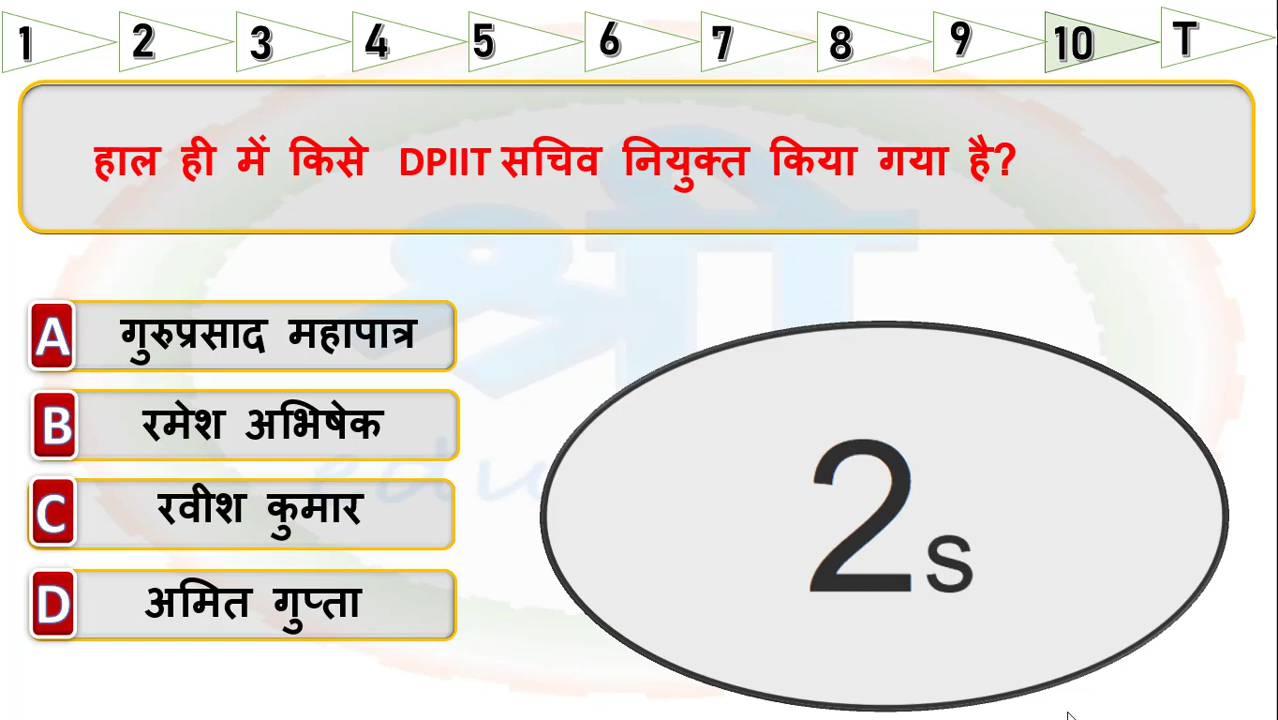 1 2 3 4 5 6 7 8 9 10 T
हाल ही में किसे DPIIT सचिव नियुक्त किया गया है?
A गुरुप्रसाद महापात्र
B रमेश अभिषेक
C रवीश कुमार
D अमित गुप्ता
2s
श्री
edu